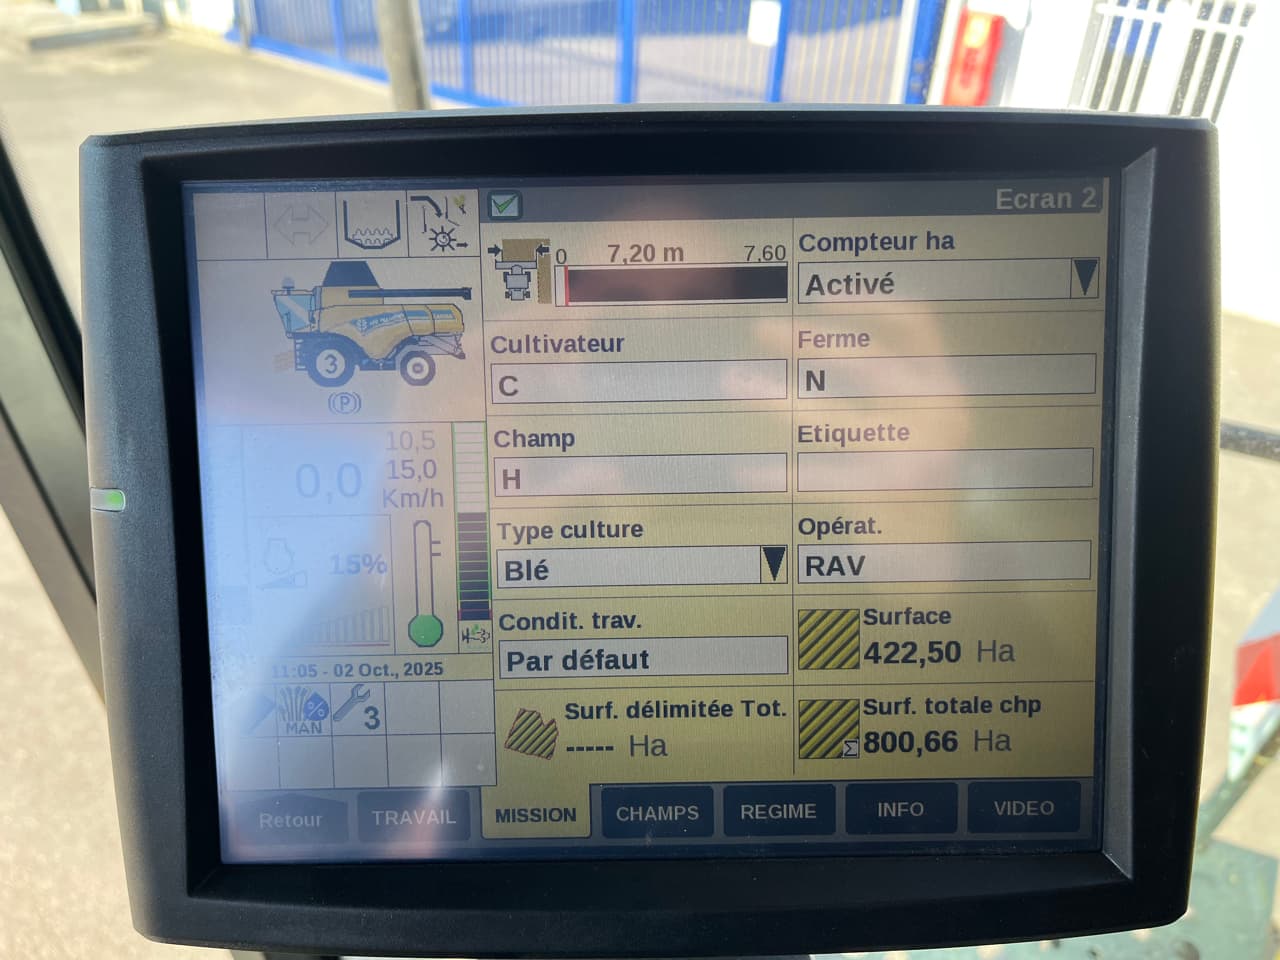 Ecran 2
0 7,20 m 7,60
Compteur ha
Activé
Cultivateur
C
Ferme
N
3
P
Champ
H
Etiquette
10,5
0,0 15,0
Km/h
Type culture
Blé
Opérat.
RAV
15%
Condit. trav.
Par défaut
Surface
422,50 Ha
11:05 - 02 Oct., 2025
MAN
3
Surf. délimitée Tot.
----- Ha
Surf. totale chp
800,66 Ha
Retour
TRAVAIL
MISSION
CHAMPS
REGIME
INFO
VIDEO